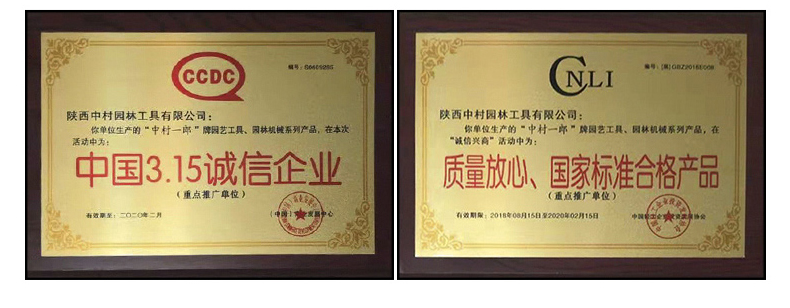 CCDC
陕西中村园林工具有限公司：
你单位生产的“中村一郎”牌园艺工具、园林机械系列产品，在本次
活动中为：
中国3.15诚信企业
（重点推广单位）
有效期至：二〇二〇年二月
CNLI
陕西中村园林工具有限公司：
你单位生产的“中村一郎”牌园艺工具、园林机械系列产品，在
“诚信兴商”活动中为：
质量放心、国家标准合格产品
（重点推广单位）
有效期限：2018年08月15日至2020年02月15日